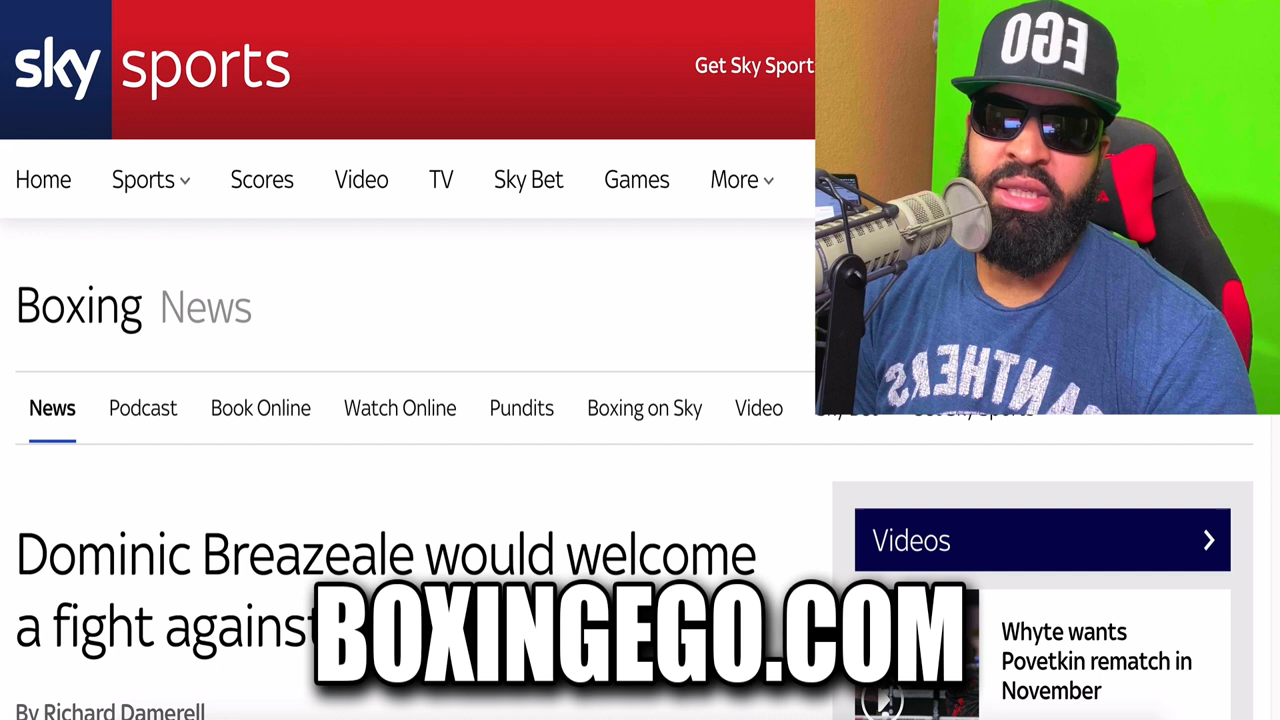 sky sports
Get Sky Sport
EGO
Home Sports Scores Video TV Sky Bet Games More
Boxing News
PANTHERS
News Podcast Book Online Watch Online Pundits Boxing on Sky Video
Dominic Breazeale would welcome
a fight against
BOXINGEGO.COM
By Richard Damerell
Videos
Whyte wants
Povetkin rematch in
November